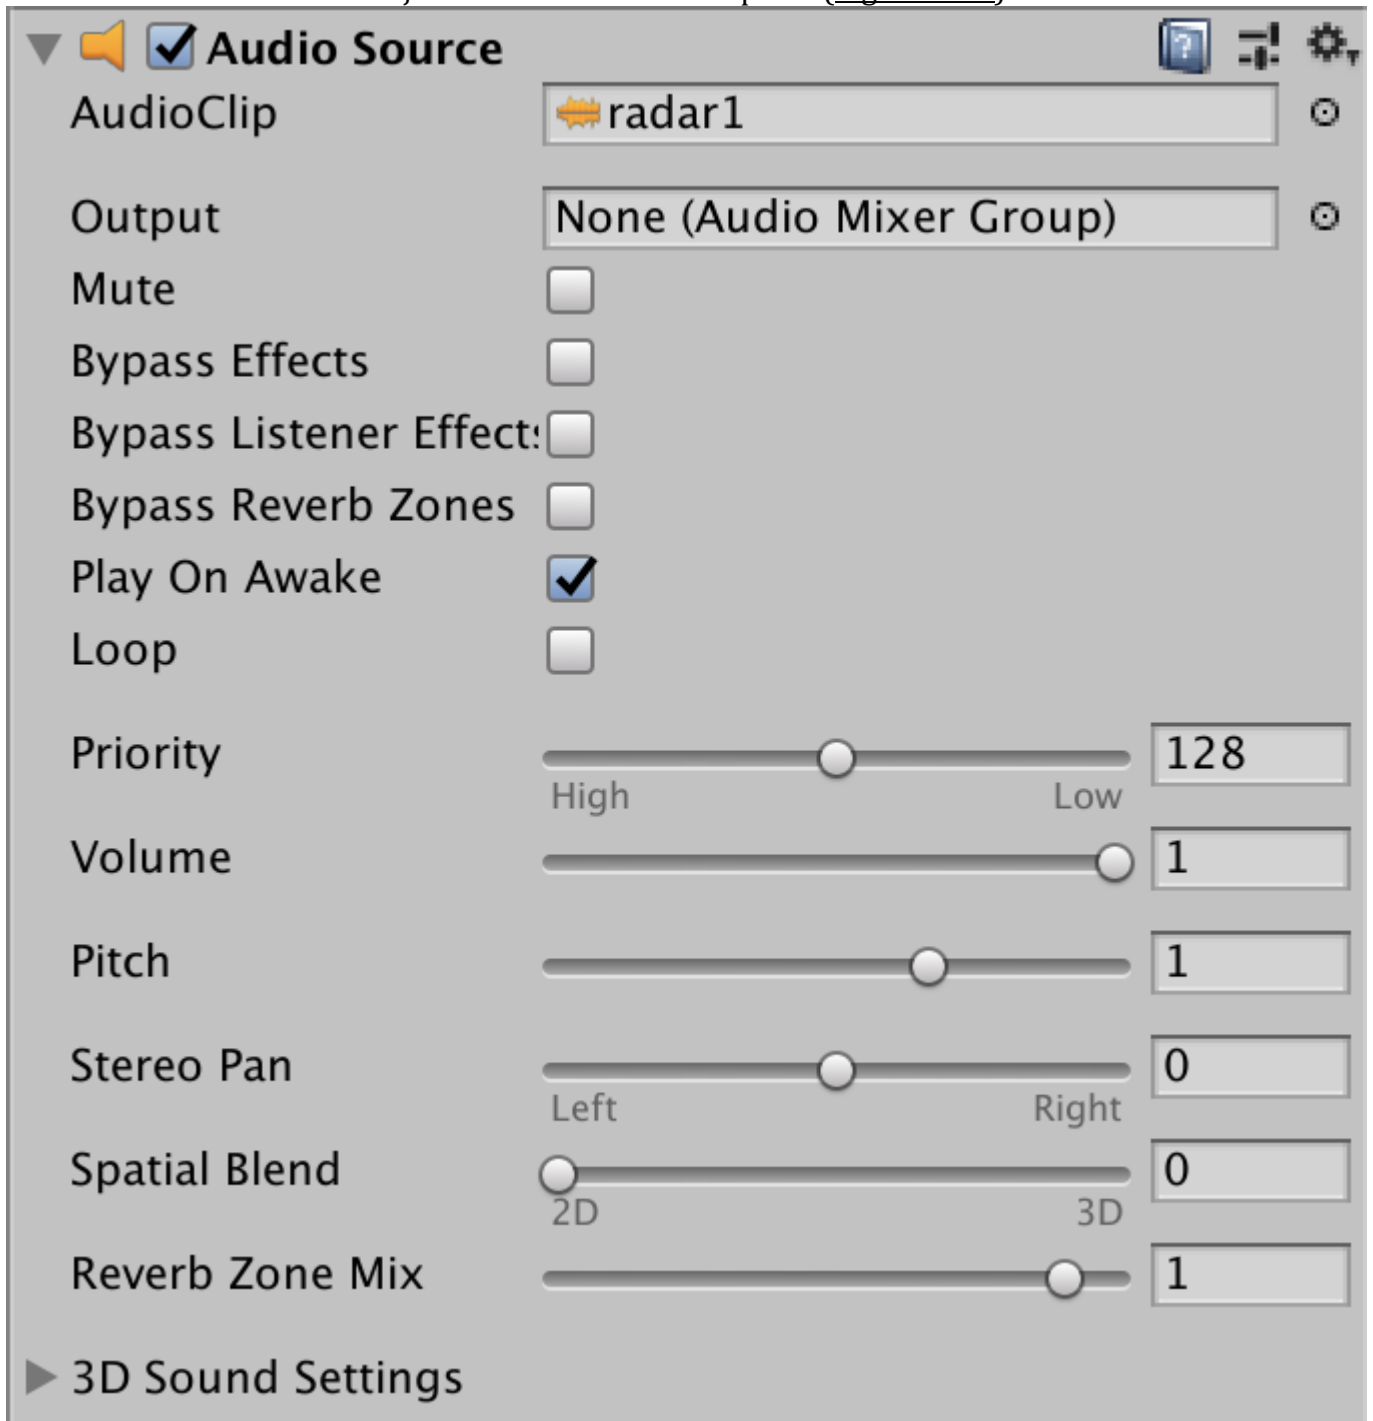 Audio Source
AudioClip radar1
Output None (Audio Mixer Group)
Mute
Bypass Effects
Bypass Listener Effects
Bypass Reverb Zones
Play On Awake
Loop
Priority 128
High Low
Volume 1
Pitch 1
Stereo Pan 0
Left Right
Spatial Blend 0
2D 3D
Reverb Zone Mix 1
3D Sound Settings